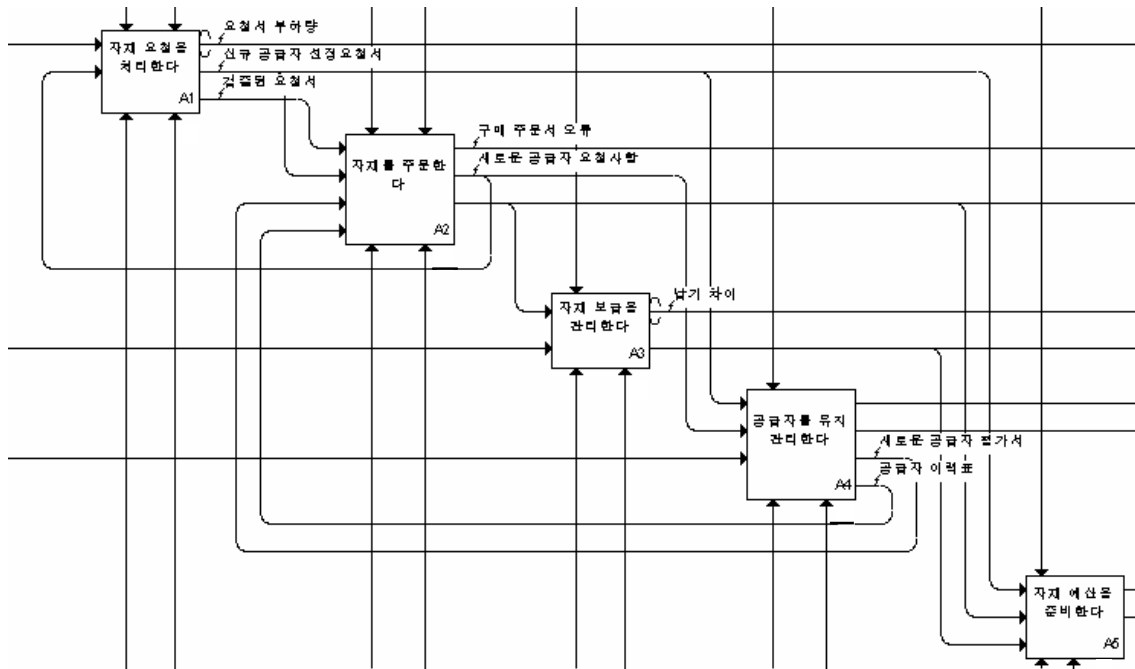 요청서 부하량
자재 요청을
처리한다
A1
신규 공급자 선정요청서
검증된 요청서
구매 주문서 오류
새로운 공급자 요청사항
자재를 주문한
다
A2
납기 차이
자재 보급을
관리한다
A3
공급자를 유지
관리한다
A4
새로운 공급자 평가서
공급자 이력표
자재 예산을
준비한다
A5